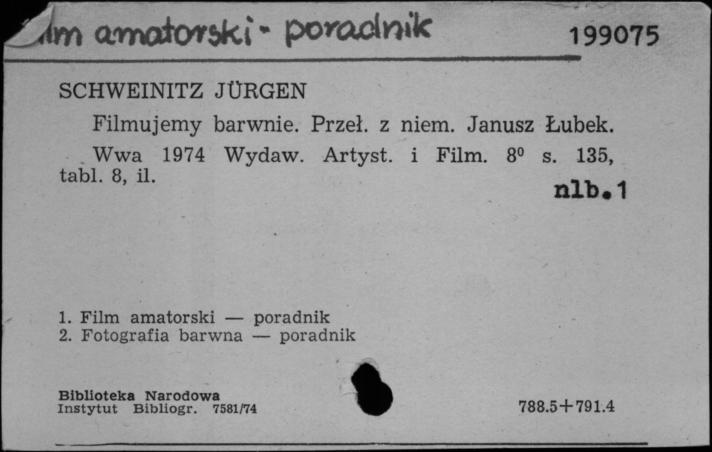 amatorski - poradnik 199075
SCHWEINITZ JÜRGEN
Filmujemy barwnie. Przeł. z niem. Janusz Łubek.
Wwa 1974 Wydaw. Artyst. i Film. 8⁰ s. 135,
tabl. 8, il.
nlb.1
1. Film amatorski — poradnik
2. Fotografia barwna — poradnik
Biblioteka Narodowa
Instytut Bibliogr. 7581/74 788.5+791.4